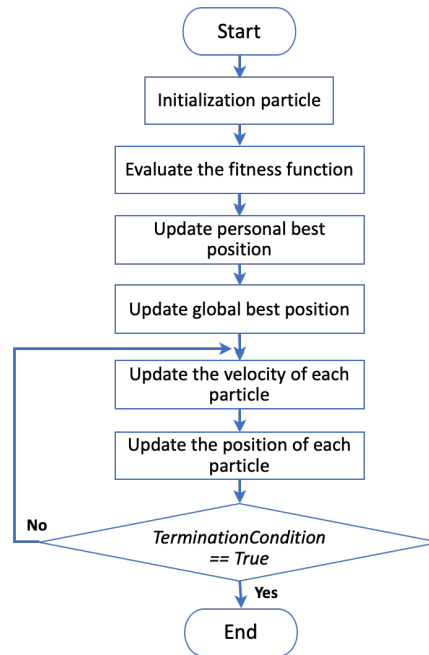 Start
Initialization particle
Evaluate the fitness function
Update personal best
position
Update global best position
Update the velocity of each
particle
Update the position of each
particle
No
TerminationCondition
== True
Yes
End